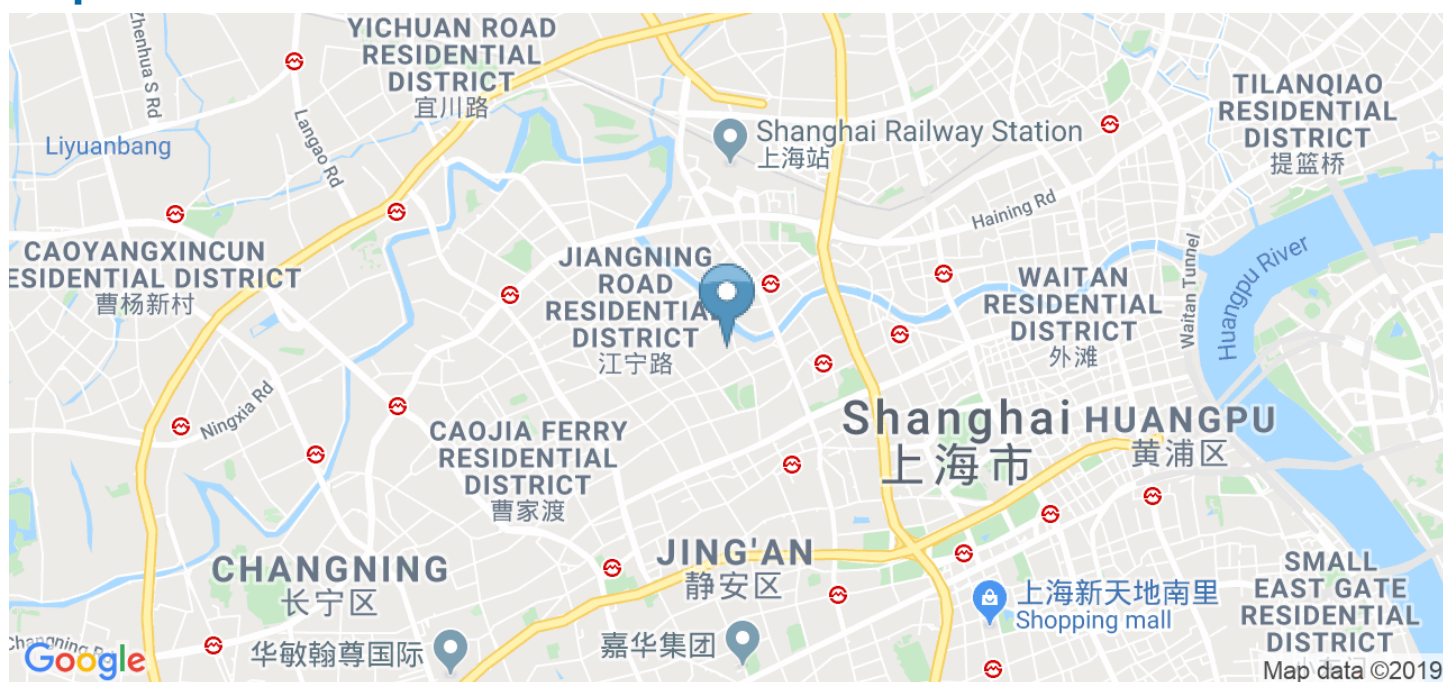 YICHUAN ROAD
RESIDENTIAL
DISTRICT
宜川路
Zhenhua S Rd
Langao Rd
Liyuanbang
Shanghai Railway Station
上海站
TILANQIAO
RESIDENTIAL
DISTRICT
提篮桥
Haining Rd
CAOYANGXINCUN
ESIDENTIAL DISTRICT
曹杨新村
JIANGNING
ROAD
RESIDENTIAL
DISTRICT
江宁路
WAITAN
RESIDENTIAL
DISTRICT
外滩
Waitan Tunnel
Huangpu River
Ningxia Rd
CAOJIA FERRY
RESIDENTIAL
DISTRICT
曹家渡
Shanghai
上海市
HUANGPU
黄浦区
CHANGNING
长宁区
JING'AN
静安区
上海新天地南里
Shopping mall
SMALL
EAST GATE
RESIDENTIAL
DISTRICT
Changning
华敏翰尊国际
嘉华集团
Google
Map data ©2019